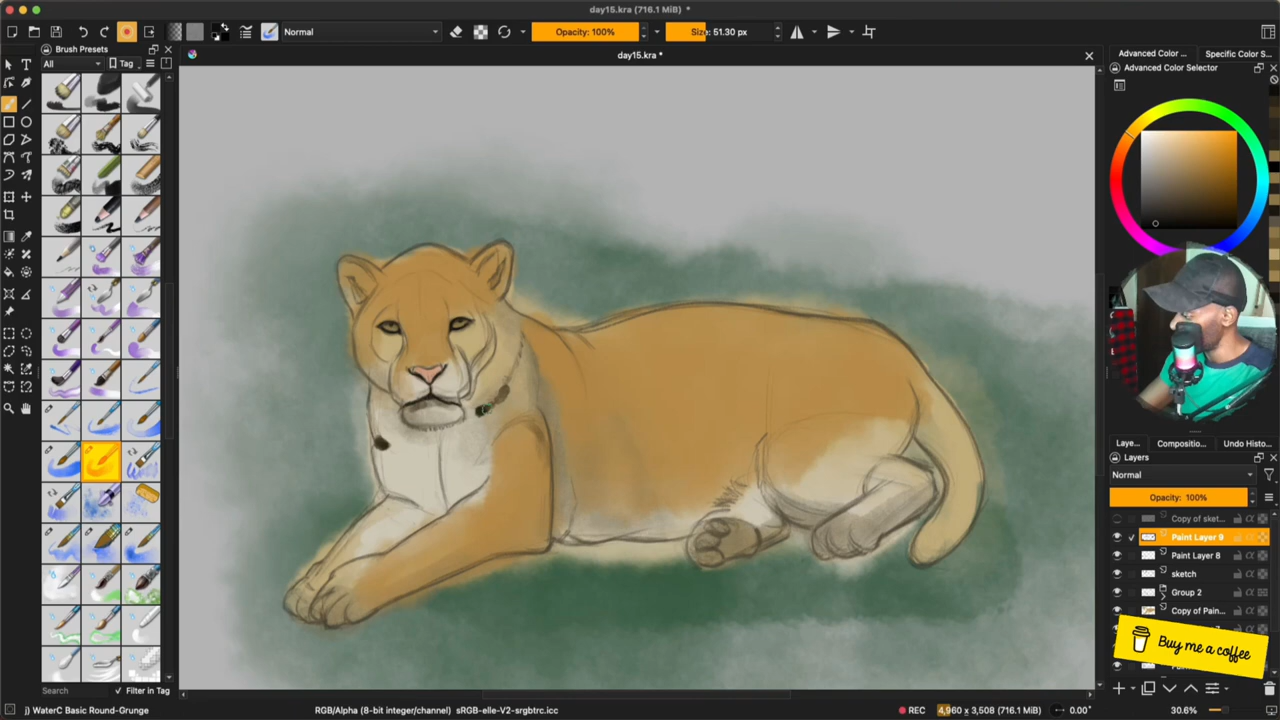 day15.kra (716.1 MiB) *
Normal
Opacity: 100%
Size: 51.30 px
Brush Presets
day15.kra *
Advanced Color ...
Specific Color S...
All
Tag
Advanced Color Selector
Laye...
Compositio...
Undo Histo...
Layers
Normal
Opacity: 100%
Copy of sket...
Paint Layer 9
Paint Layer 8
sketch
Group 2
Copy of Pain...
Buy me a coffee
Search
Filter in Tag
j) WaterC Basic Round-Grunge
RGB/Alpha (8-bit integer/channel) sRGB-elle-V2-srgbtrc.icc
REC
4,960 x 3,508 (716.1 MiB)
0.00°
30.6%